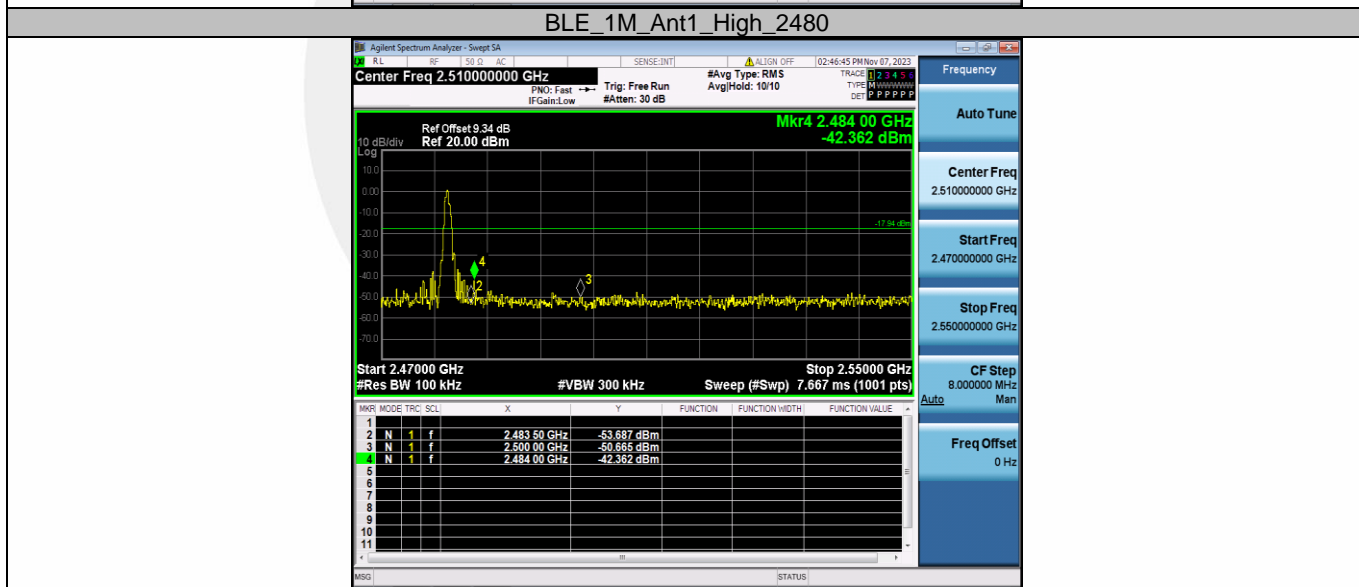 BLE_1M_Ant1_High_2480
Agilent Spectrum Analyzer - Swept SA
RL RF 50 Ω AC SENSE:INT ALIGN OFF 02:46:45 PM Nov 07, 2023
Center Freq 2.510000000 GHz
PNO: Fast
IFGain:Low
Trig: Free Run
#Atten: 30 dB
#Avg Type: RMS
Avg|Hold: 10/10
TRACE 1 2 3 4 5 6
TYPE M WWWWW
DET P P P P P P
Mkr4 2.484 00 GHz
-42.362 dBm
Ref Offset 9.34 dB
10 dB/div Ref 20.00 dBm
Log
10.0
0.00
-10.0
-17.94 dBm
-20.0
-30.0
-40.0
-50.0
-60.0
-70.0
4
2
3
Start 2.47000 GHz Stop 2.55000 GHz
#Res BW 100 kHz #VBW 300 kHz Sweep (#Swp) 7.667 ms (1001 pts)
MKR MODE TRC SCL X Y FUNCTION FUNCTION WIDTH FUNCTION VALUE
1
2 N 1 f 2.483 50 GHz -53.687 dBm
3 N 1 f 2.500 00 GHz -50.665 dBm
4 N 1 f 2.484 00 GHz -42.362 dBm
5
6
7
8
9
10
11
MSG STATUS
Frequency
Auto Tune
Center Freq
2.510000000 GHz
Start Freq
2.470000000 GHz
Stop Freq
2.550000000 GHz
CF Step
8.000000 MHz
Auto Man
Freq Offset
0 Hz